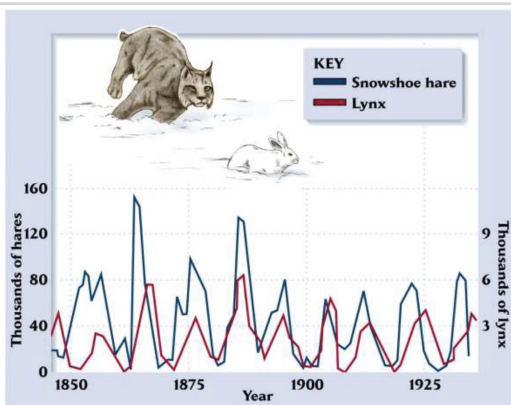 KEY
Snowshoe hare
Lynx
Thousands of hares
160
120
80
40
0
9
6
3
Thousands of lynx
1850
1875
1900
1925
Year